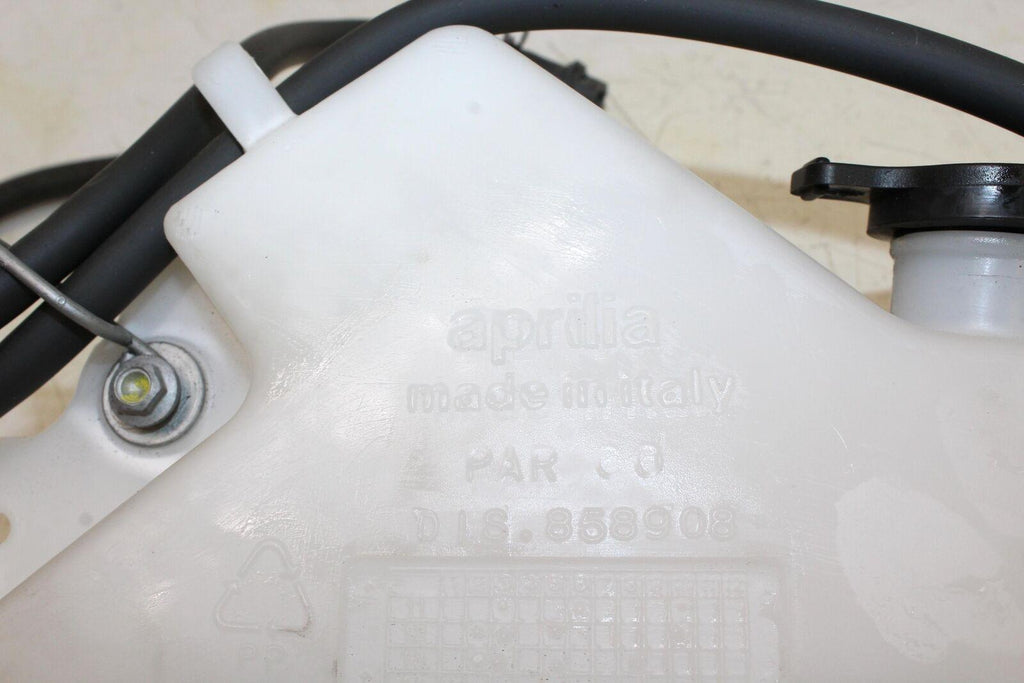 aprilia
made in italy
PAR
DIS.858908
PP